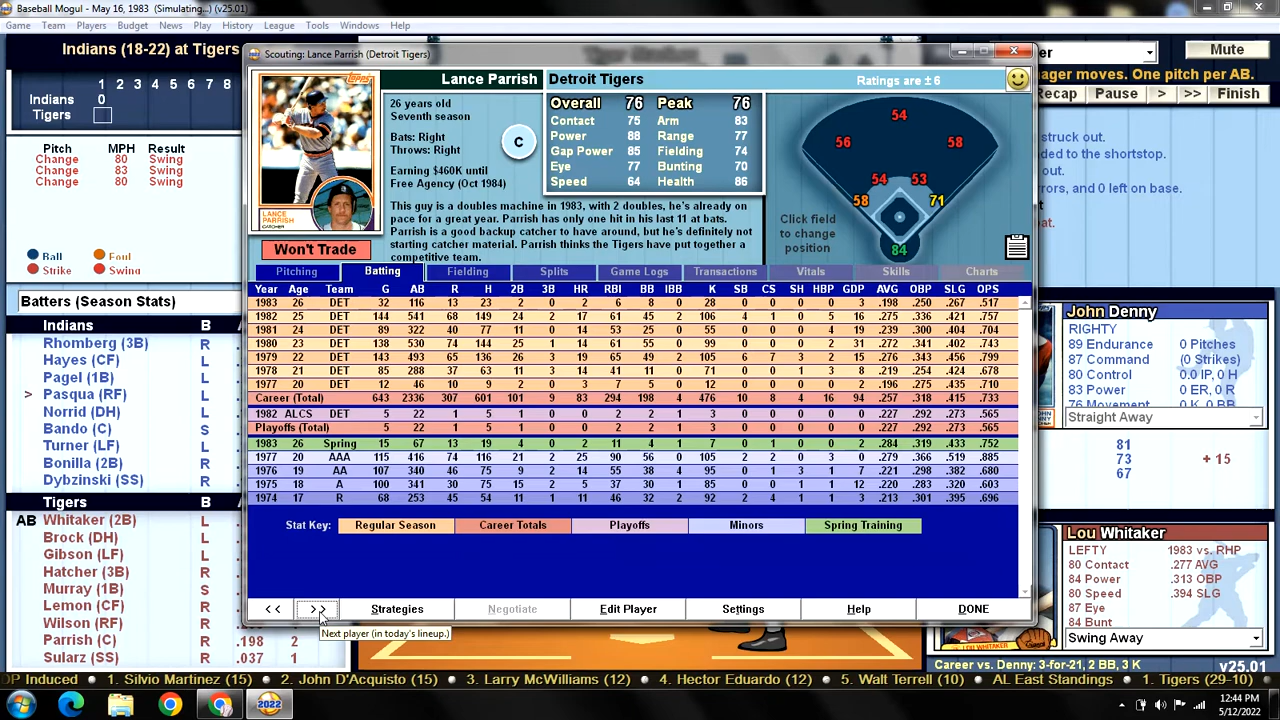 Baseball Mogul - May 16, 1983 (Simulating...) (v25.01)
Game Team Players Budget News Play History League Tools Windows Help
Indians (18-22) at Tigers
1 2 3 4 5 6 7 8
Indians 0
Tigers
Pitch MPH Result
Change 80 Swing
Change 83 Swing
Change 80 Swing
Ball Foul
Strike Swing
Batters (Season Stats)
Indians B
Rhomberg (3B) R
Hayes (CF) L
Pagel (1B) L
> Pasqua (RF) L
Norrid (DH) L
Bando (C) S
Turner (LF) L
Bonilla (2B) R
Dybzinski (SS) R
Tigers B
AB Whitaker (2B) L
Brock (DH) L
Gibson (LF) L
Hatcher (3B) R
Murray (1B) S
Lemon (CF) R
Wilson (RF) R
Parrish (C) R .198 2
Sularz (SS) R .037 1
Scouting: Lance Parrish (Detroit Tigers)
Topps
LANCE
PARRISH
CATCHER
Lance Parrish
26 years old
Seventh season
Bats: Right
Throws: Right
Earning $460K until
Free Agency (Oct 1984)
C
Detroit Tigers
Ratings are ± 6
Overall 76 Peak 76
Contact 75 Arm 83
Power 88 Range 77
Gap Power 85 Fielding 74
Eye 77 Bunting 70
Speed 64 Health 86
This guy is a doubles machine in 1983, with 2 doubles, he's already on
pace for a great year. Parrish has only one hit in his last 11 at bats.
Parrish is a good backup catcher to have around, but he's definitely not
starting catcher material. Parrish thinks the Tigers have put together a
competitive team.
Won't Trade
54
56 58
54 53
58 71
84
Click field
to change
position
Pitching Batting Fielding Splits Game Logs Transactions Vitals Skills Charts
Year Age Team G AB R H 2B 3B HR RBI BB IBB K SB CS SH HBP GDP AVG OBP SLG OPS
1983 26 DET 32 116 13 23 2 0 2 6 8 0 28 0 0 0 0 2 .198 .250 .267 .517
1982 25 DET 144 541 68 149 24 2 17 61 45 2 106 4 1 0 5 16 .275 .336 .421 .757
1981 24 DET 89 322 40 77 11 0 14 53 25 0 55 0 0 0 4 19 .239 .300 .404 .704
1980 23 DET 138 530 74 144 25 1 14 61 55 0 99 0 0 0 2 31 .272 .341 .402 .743
1979 22 DET 143 493 65 136 26 3 19 65 49 2 105 6 7 3 2 15 .276 .343 .456 .799
1978 21 DET 85 288 37 63 11 3 14 41 11 0 71 0 0 1 3 8 .219 .254 .424 .678
1977 20 DET 12 46 10 9 2 0 3 7 5 0 12 0 0 0 0 3 .196 .275 .435 .710
Career (Total) 643 2336 307 601 101 9 83 294 198 4 476 10 8 4 16 94 .257 .318 .415 .733
1982 ALCS DET 5 22 1 5 1 0 0 2 2 1 3 0 0 0 0 0 .227 .292 .273 .565
Playoffs (Total) 5 22 1 5 1 0 0 2 2 1 3 0 0 0 0 0 .227 .292 .273 .565
1983 26 Spring 15 67 13 19 4 0 2 11 4 1 7 0 1 0 0 2 .284 .319 .433 .752
1977 20 AAA 115 416 74 116 21 2 25 90 56 0 105 2 2 0 3 0 .279 .366 .519 .885
1976 19 AA 107 340 46 75 9 2 14 55 38 4 95 0 1 3 1 7 .221 .298 .382 .680
1975 18 A 100 341 30 75 15 2 5 37 30 1 85 0 0 1 1 12 .220 .283 .320 .603
1974 17 R 68 253 45 54 11 1 11 46 32 2 92 2 4 1 1 3 .213 .301 .395 .696
Stat Key: Regular Season Career Totals Playoffs Minors Spring Training
<< >> Strategies Negotiate Edit Player Settings Help DONE
Next player (in today's lineup.)
Mute
nager moves. One pitch per AB.
Recap Pause > >> Finish
struck out.
ded to the shortstop.
out.
rrors, and 0 left on base.
John Denny
RIGHTY
89 Endurance 0 Pitches
87 Command (0 Strikes)
80 Control 0.0 IP, 0 H
83 Power 0 ER, 0 R
76 Movement 0 K, 0 BB
Straight Away
81
73 + 15
67
Lou Whitaker
LEFTY 1983 vs. RHP
80 Contact .277 AVG
84 Power .313 OBP
80 Speed .394 SLG
87 Eye
84 Bunt
LOU WHITAKER
Swing Away
Career vs. Denny: 3-for-21, 2 BB, 3 K v25.01
DP Induced 1. Silvio Martinez (15) 2. John D'Acquisto (15) 3. Larry McWilliams (12) 4. Hector Eduardo (12) 5. Walt Terrell (10) AL East Standings 1. Tigers (29-10)
2022
12:44 PM
5/12/2022